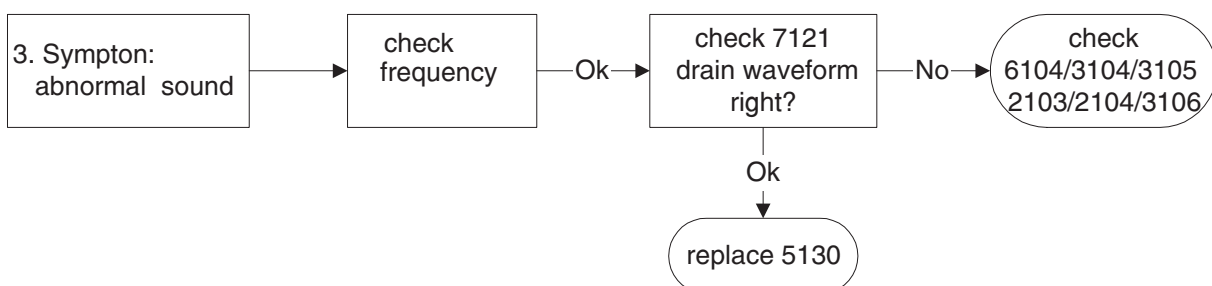 3. Sympton:
abnormal sound
check
frequency
Ok
check 7121
drain waveform
right?
No
check
6104/3104/3105
2103/2104/3106
Ok
replace 5130